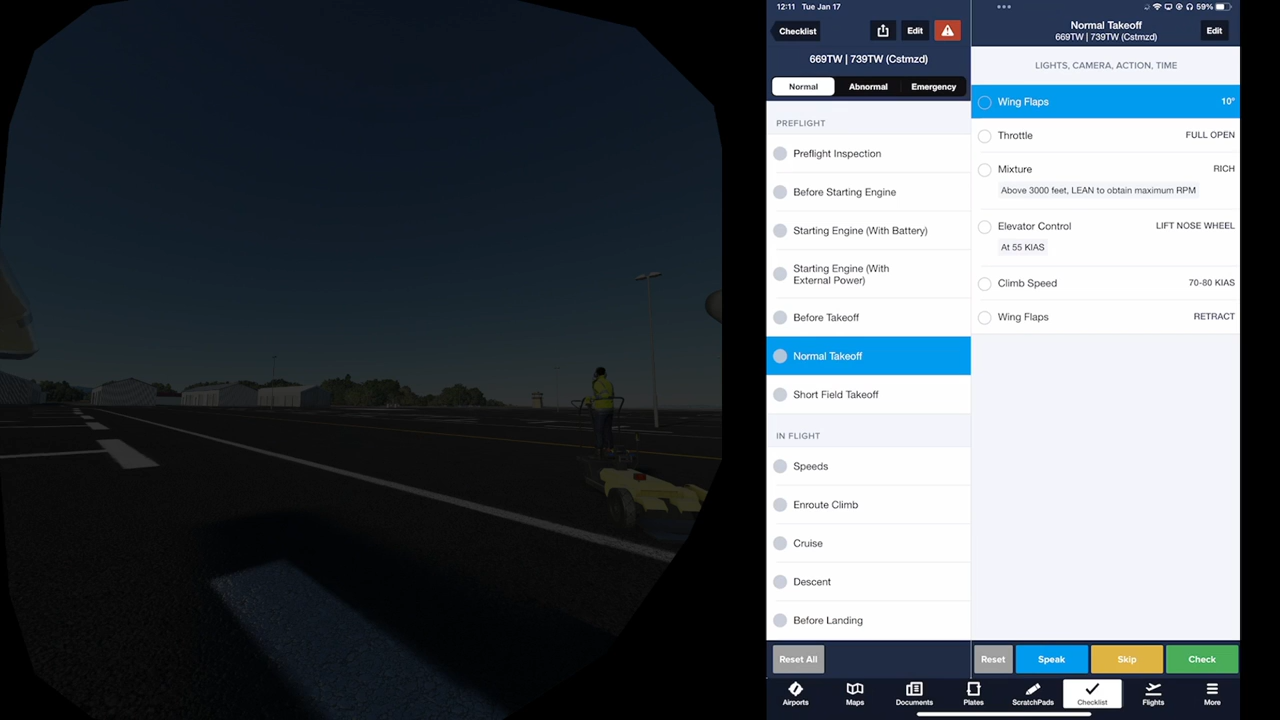 12:11 Tue Jan 17
59%
Checklist
Edit
669TW | 739TW (Cstmzd)
Normal
Abnormal
Emergency
PREFLIGHT
Preflight Inspection
Before Starting Engine
Starting Engine (With Battery)
Starting Engine (With
External Power)
Before Takeoff
Normal Takeoff
Short Field Takeoff
IN FLIGHT
Speeds
Enroute Climb
Cruise
Descent
Before Landing
Reset All
Normal Takeoff
669TW | 739TW (Cstmzd)
Edit
LIGHTS, CAMERA, ACTION, TIME
Wing Flaps 10°
Throttle FULL OPEN
Mixture RICH
Above 3000 feet, LEAN to obtain maximum RPM
Elevator Control LIFT NOSE WHEEL
At 55 KIAS
Climb Speed 70-80 KIAS
Wing Flaps RETRACT
Reset
Speak
Skip
Check
Airports
Maps
Documents
Plates
ScratchPads
Checklist
Flights
More